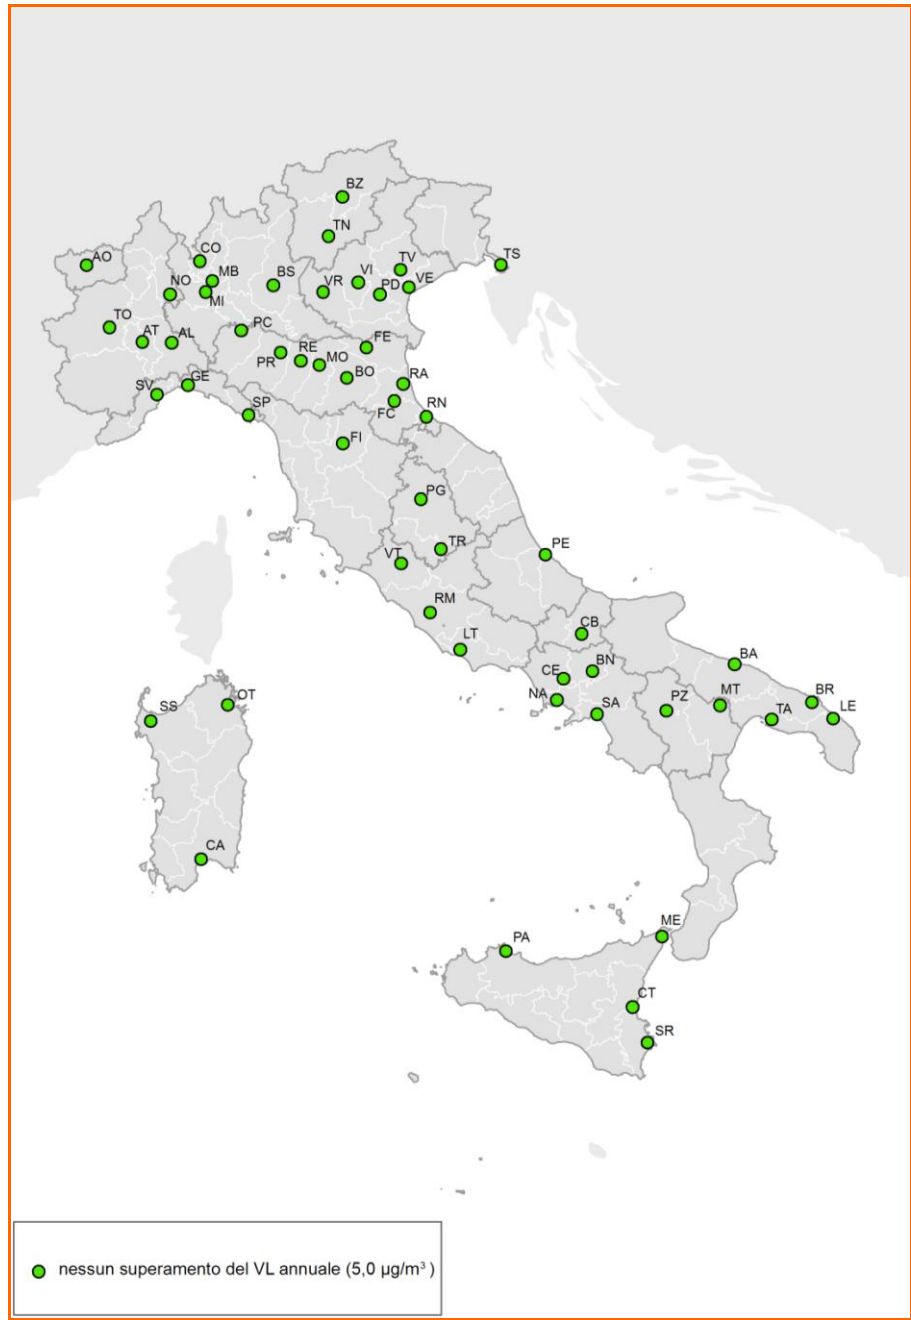 BZ
TN
AO
CO
MB
NO
MI
BS
VR
VI
TV
PD
VE
TS
TO
AT
AL
PC
PR
RE
MO
FE
BO
RA
SV
GE
SP
FC
RN
FI
PG
VT
TR
PE
RM
LT
CB
CE
BN
NA
SA
BA
PZ
MT
TA
BR
LE
SS
OT
CA
PA
ME
CT
SR
nessun superamento del VL annuale (5,0 µg/m³ )